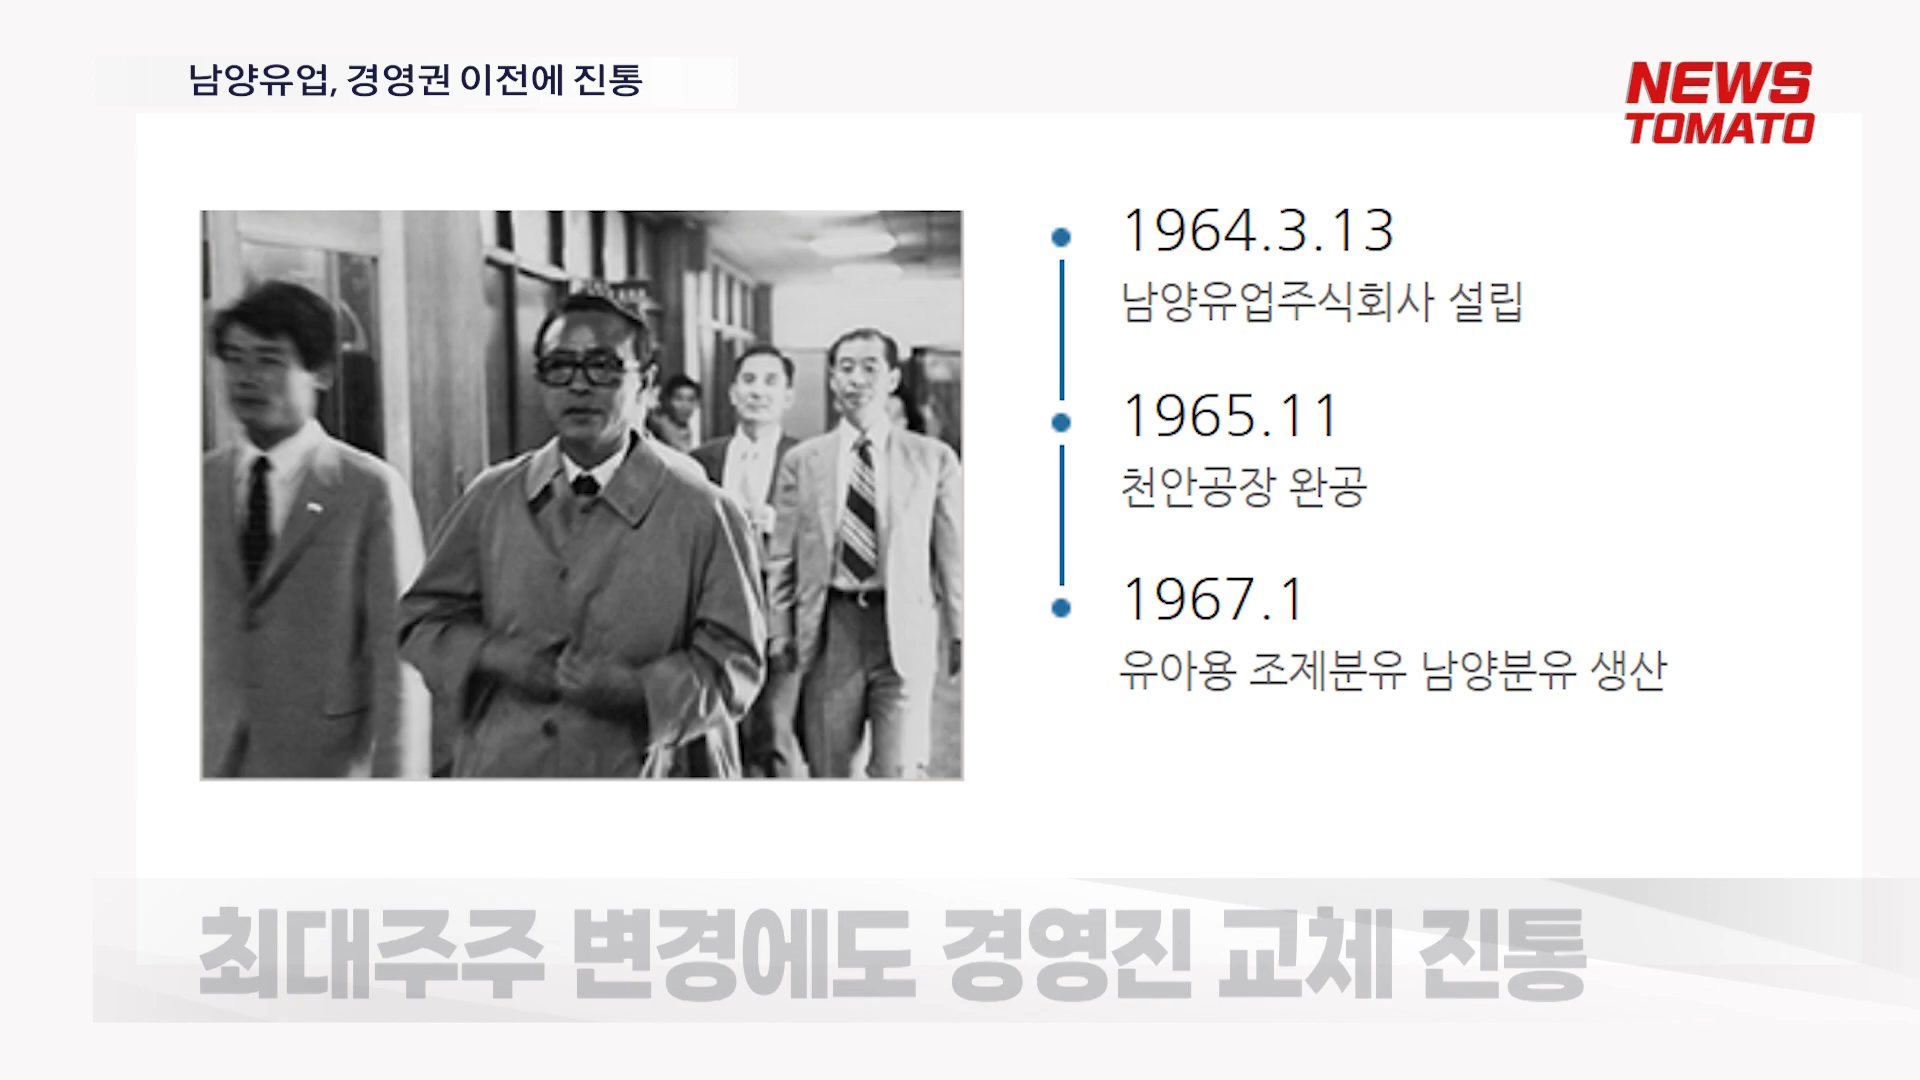 남양유업, 경영권 이전에 진통
NEWS
TOMATO
1964.3.13
남양유업주식회사 설립
1965.11
천안공장 완공
1967.1
유아용 조제분유 남양분유 생산
최대주주 변경에도 경영진 교체 진통